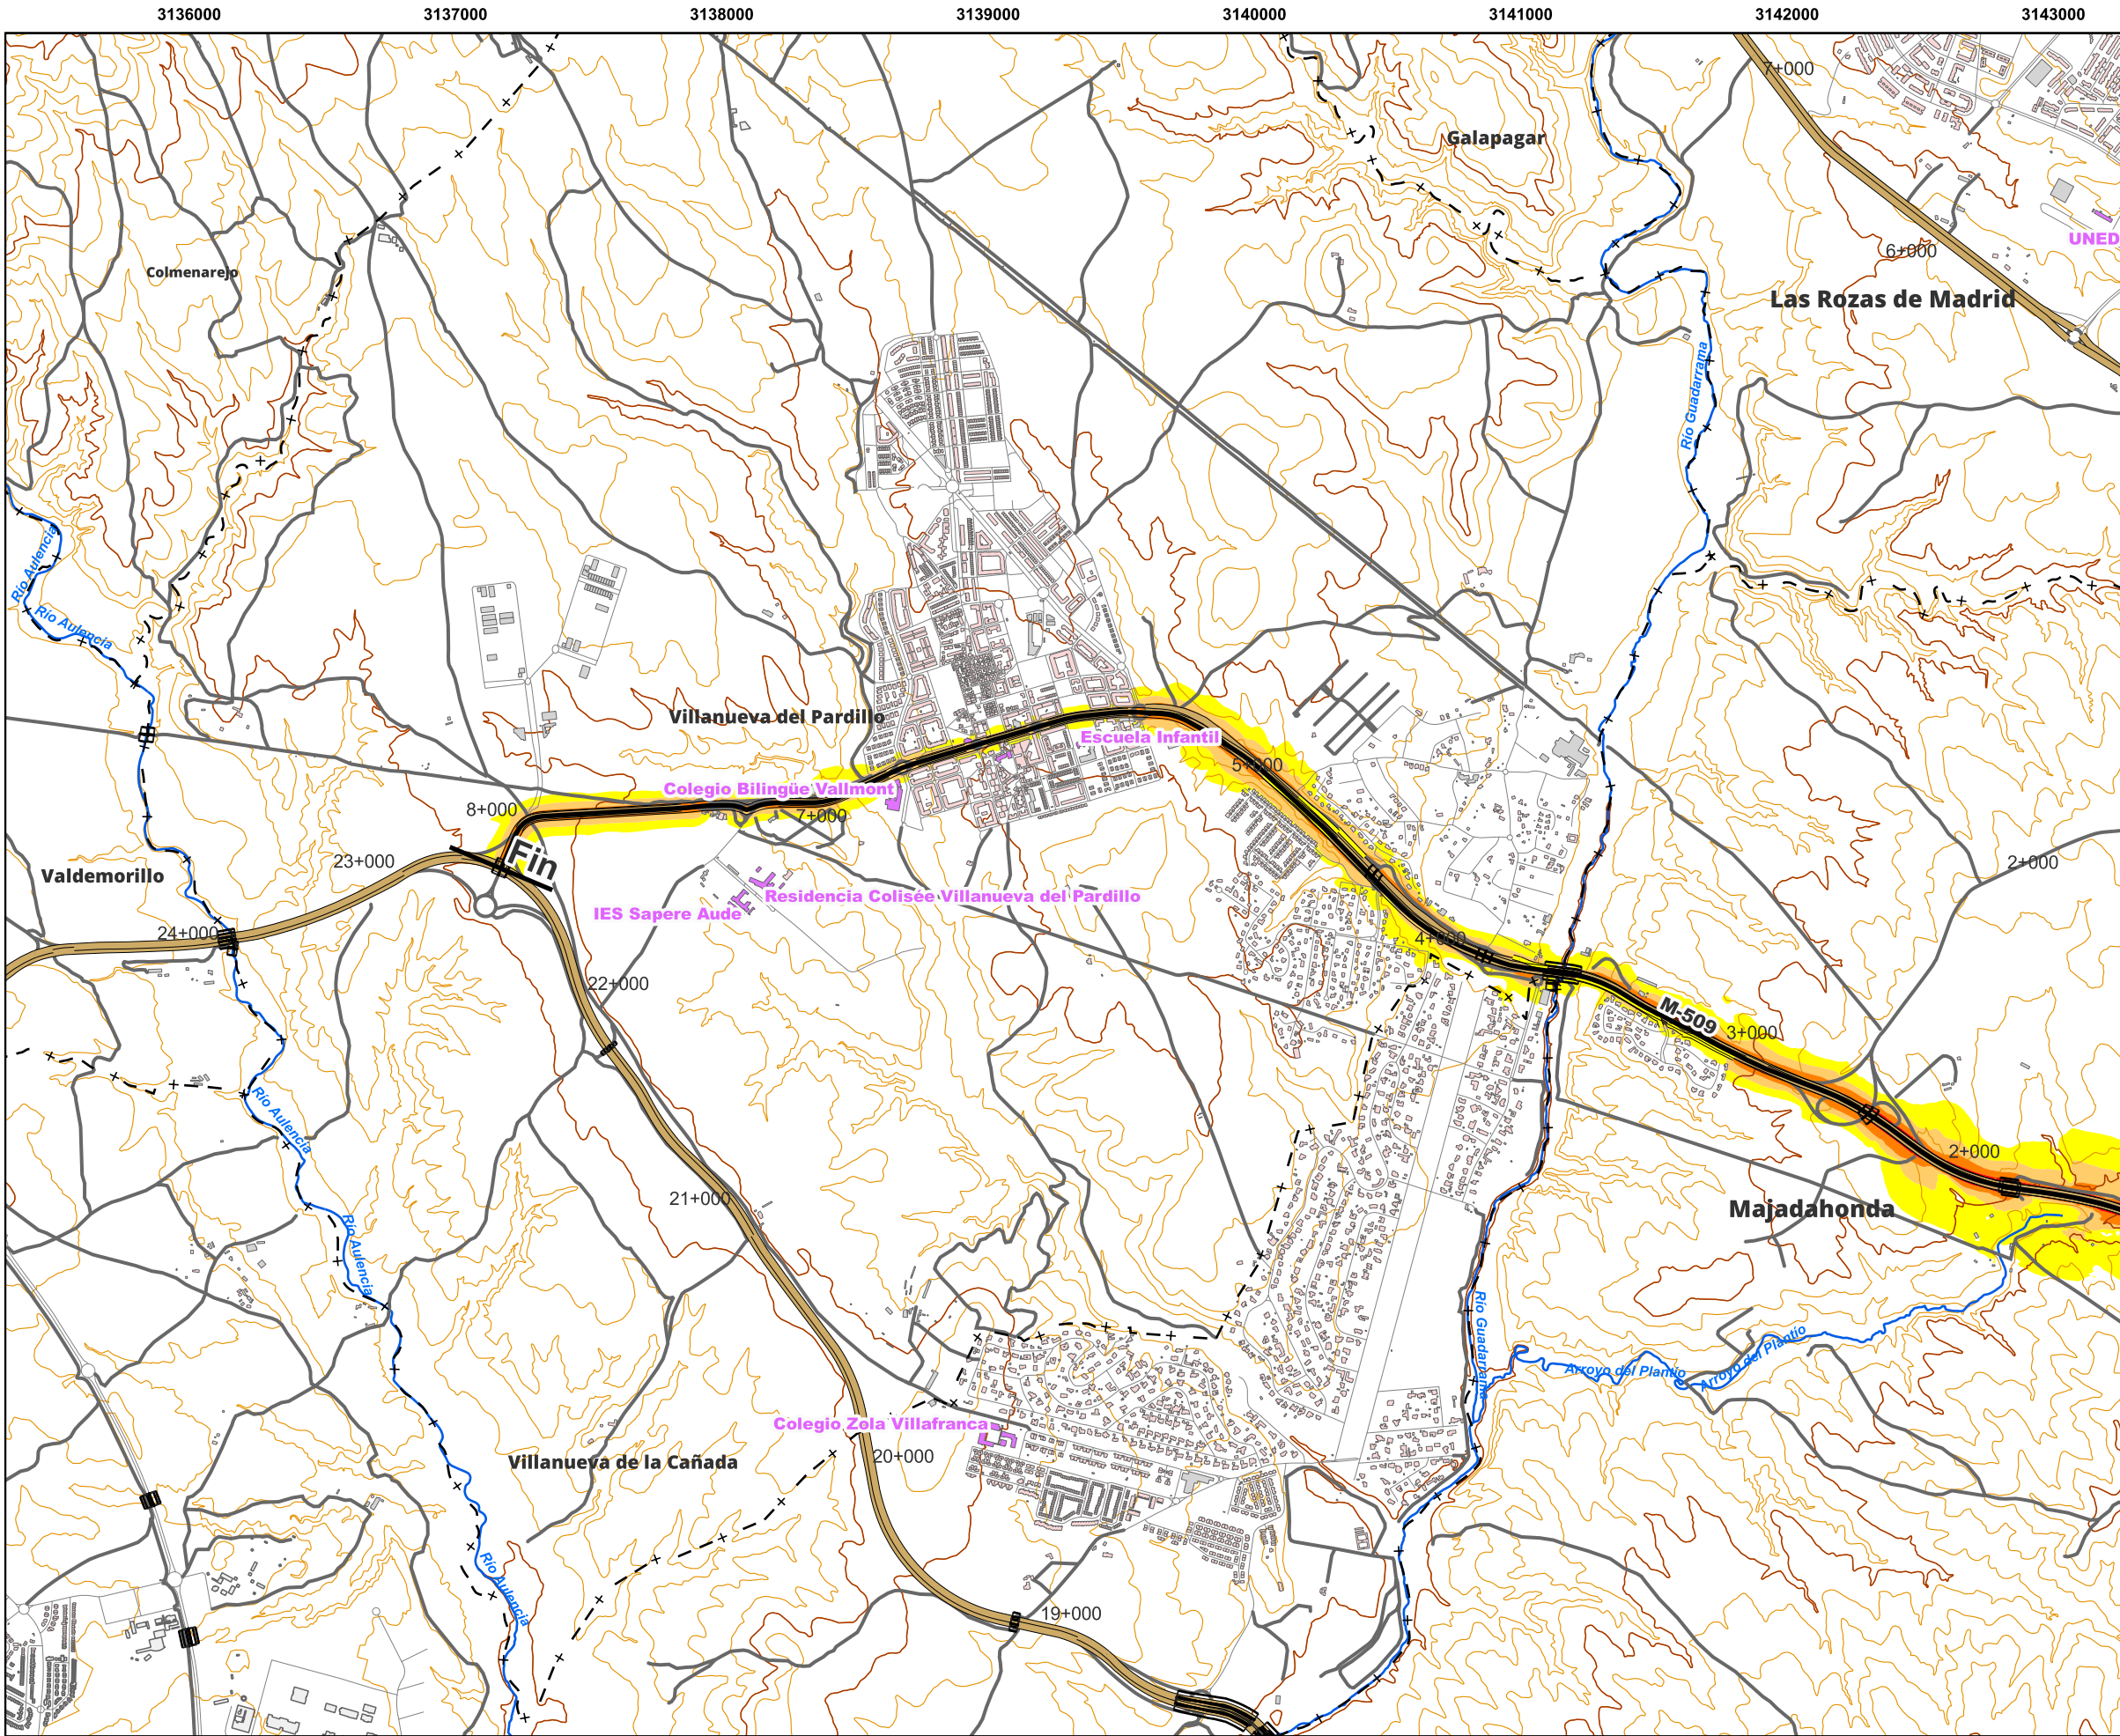 3136000 3137000 3138000 3139000 3140000 3141000 3142000 3143000
7+000
Galapagar
UNED
6+000
Colmenarejo
Las Rozas de Madrid
Río Guadarrama
Río Aulencia
Río Aulencia
Villanueva del Pardillo
Escuela Infantil
5+000
Colegio Bilingüe Vallmont
8+000
7+000
Fin
23+000
2+000
Valdemorillo
Residencia Colisée Villanueva del Pardillo
IES Sapere Aude
24+000
4+000
22+000
M-509
3+000
Río Aulencia
2+000
21+000
Majadahonda
Río Aulencia
Río Guadarrama
Arroyo del Plantío
Arroyo del Plantío
Colegio Zola Villafranca
20+000
Villanueva de la Cañada
Río Aulencia
19+000